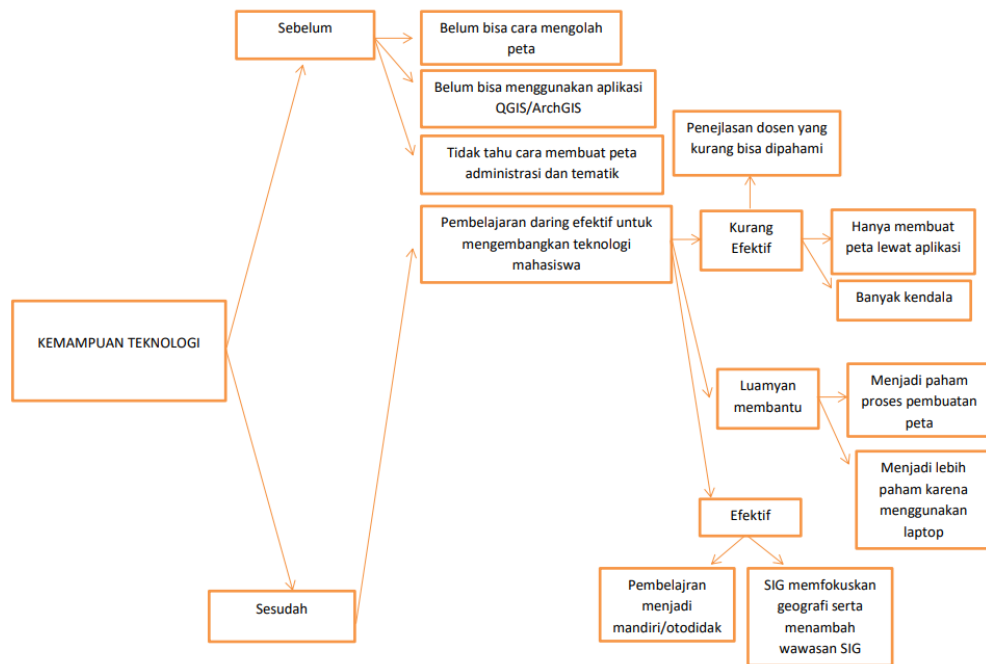 Sebelum
Belum bisa cara mengolah
peta
Belum bisa menggunakan aplikasi
QGIS/ArchGIS
Tidak tahu cara membuat peta
administrasi dan tematik
Penejlasan dosen yang
kurang bisa dipahami
Pembelajaran daring efektif untuk
mengembangkan teknologi
mahasiswa
Kurang
Efektif
Hanya membuat
peta lewat aplikasi
Banyak kendala
KEMAMPUAN TEKNOLOGI
Luamyan
membantu
Menjadi paham
proses pembuatan
peta
Menjadi lebih
paham karena
menggunakan
laptop
Efektif
Pembelajran
menjadi
mandiri/otodidak
SIG memfokuskan
geografi serta
menambah
wawasan SIG
Sesudah